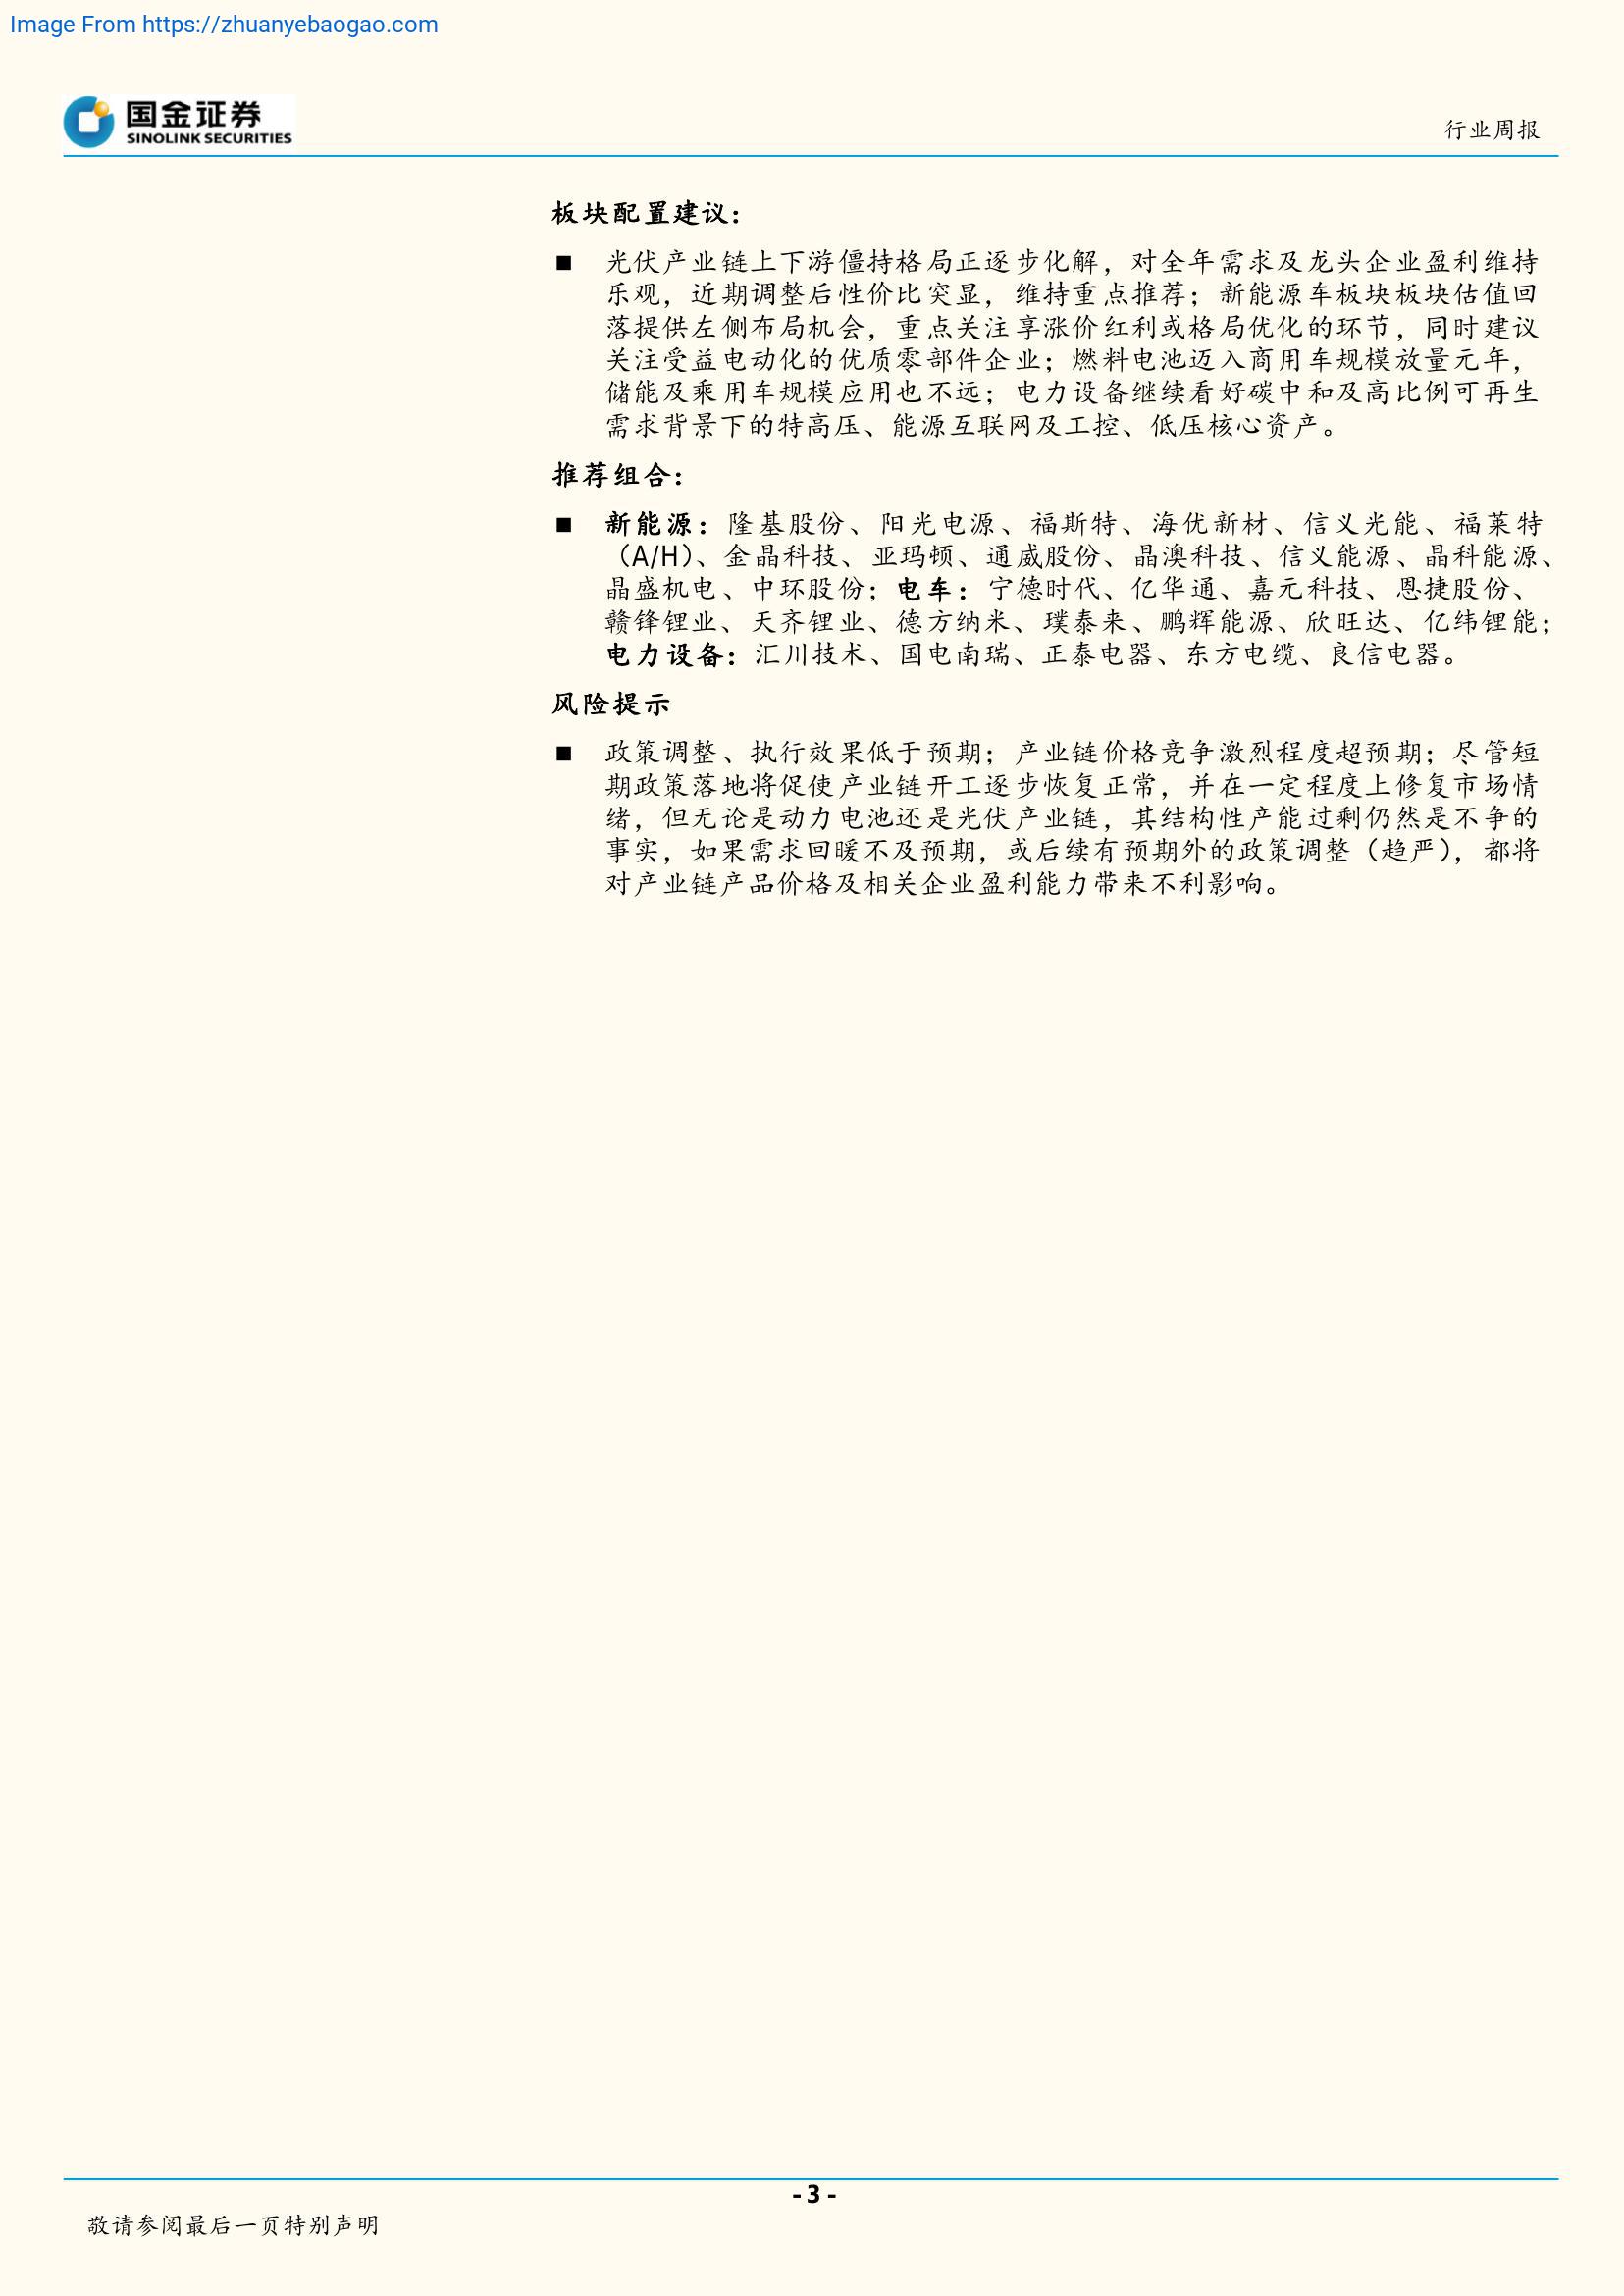 Image From https://zhuanyebaogao.com
国金证券
SINOLINK SECURITIES
行业周报
板块配置建议：
■ 光伏产业链上下游僵持格局正逐步化解，对全年需求及龙头企业盈利维持
乐观，近期调整后性价比突显，维持重点推荐；新能源车板块板块估值回
落提供左侧布局机会，重点关注享涨价红利或格局优化的环节，同时建议
关注受益电动化的优质零部件企业；燃料电池迈入商用车规模放量元年，
储能及乘用车规模应用也不远；电力设备继续看好碳中和及高比例可再生
需求背景下的特高压、能源互联网及工控、低压核心资产。
推荐组合：
■ 新能源：隆基股份、阳光电源、福斯特、海优新材、信义光能、福莱特
（A/H）、金晶科技、亚玛顿、通威股份、晶澳科技、信义能源、晶科能源、
晶盛机电、中环股份；电车：宁德时代、亿华通、嘉元科技、恩捷股份、
赣锋锂业、天齐锂业、德方纳米、璞泰来、鹏辉能源、欣旺达、亿纬锂能；
电力设备：汇川技术、国电南瑞、正泰电器、东方电缆、良信电器。
风险提示
■ 政策调整、执行效果低于预期；产业链价格竞争激烈程度超预期；尽管短
期政策落地将促使产业链开工逐步恢复正常，并在一定程度上修复市场情
绪，但无论是动力电池还是光伏产业链，其结构性产能过剩仍然是不争的
事实，如果需求回暖不及预期，或后续有预期外的政策调整（趋严），都将
对产业链产品价格及相关企业盈利能力带来不利影响。
- 3 -
敬请参阅最后一页特别声明